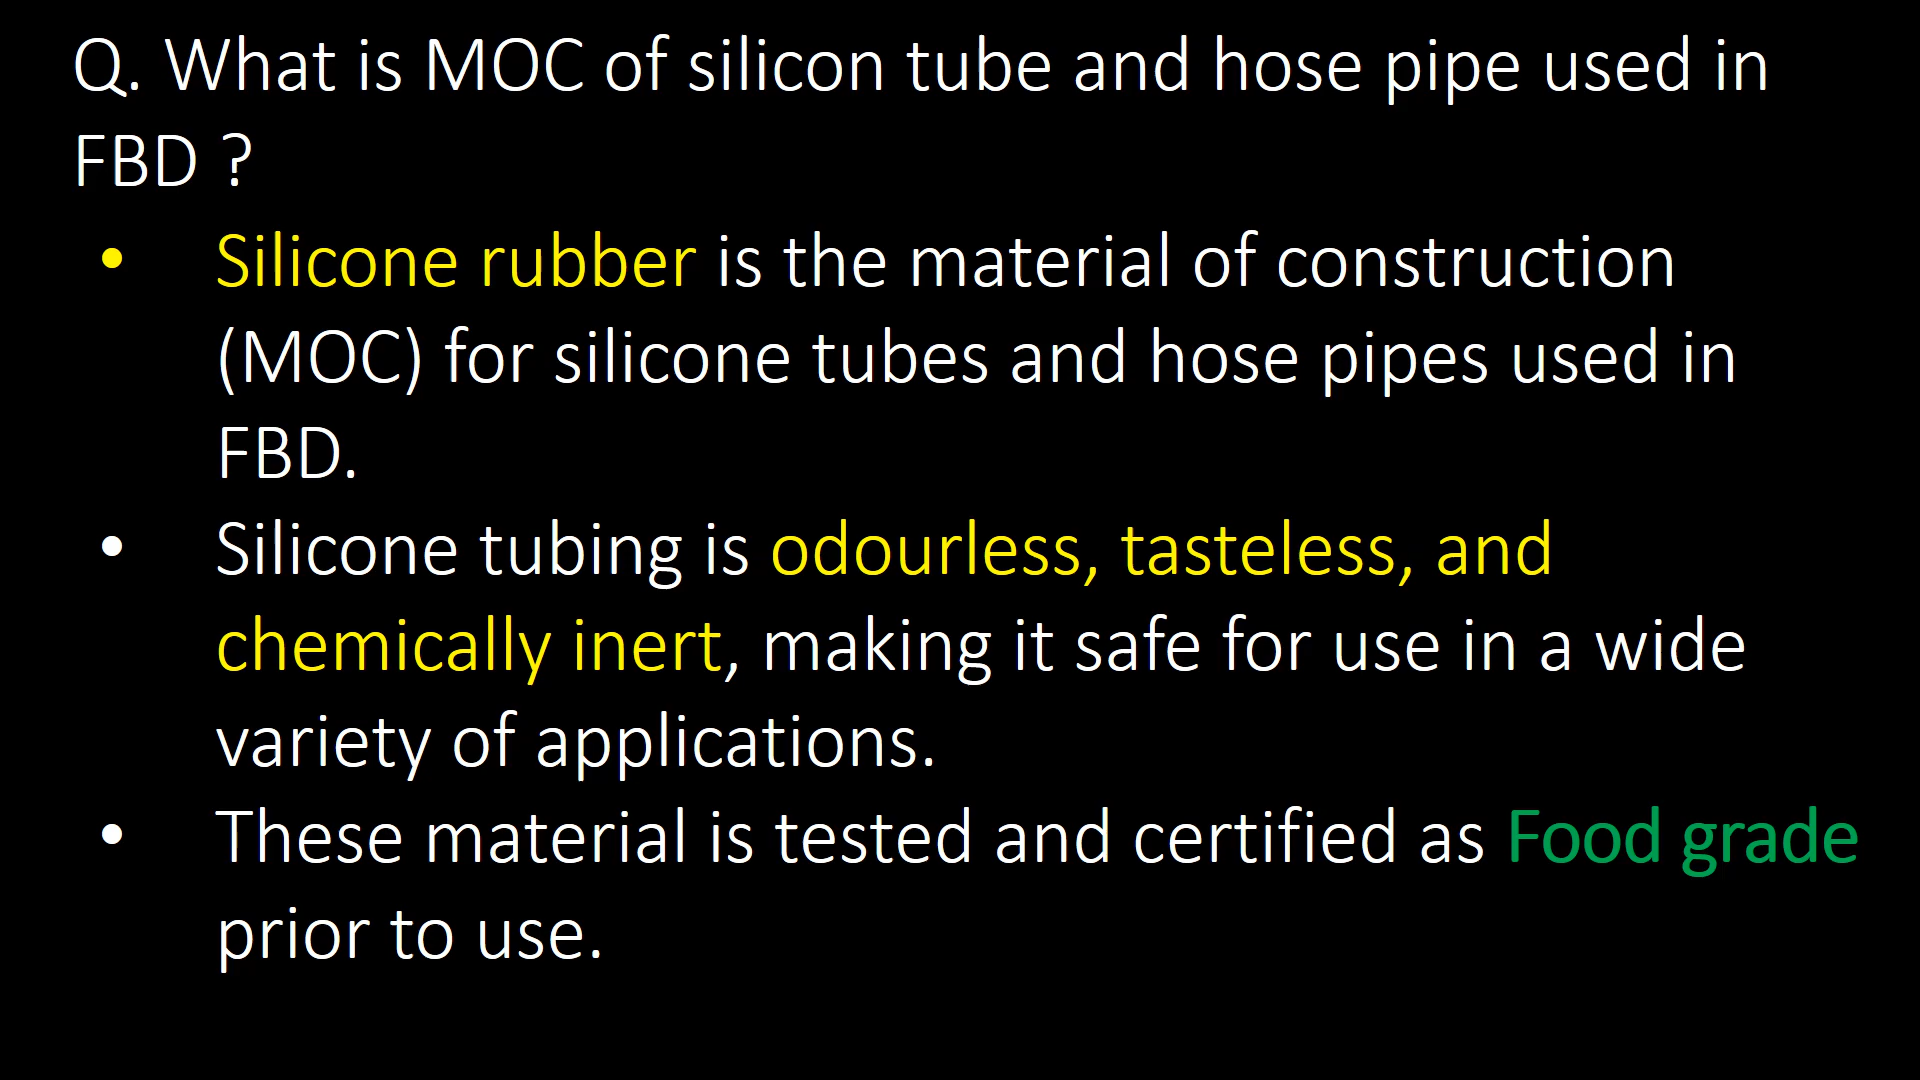 Q. What is MOC of silicon tube and hose pipe used in
FBD ?
• Silicone rubber is the material of construction
(MOC) for silicone tubes and hose pipes used in
FBD.
• Silicone tubing is odourless, tasteless, and
chemically inert, making it safe for use in a wide
variety of applications.
• These material is tested and certified as Food grade
prior to use.